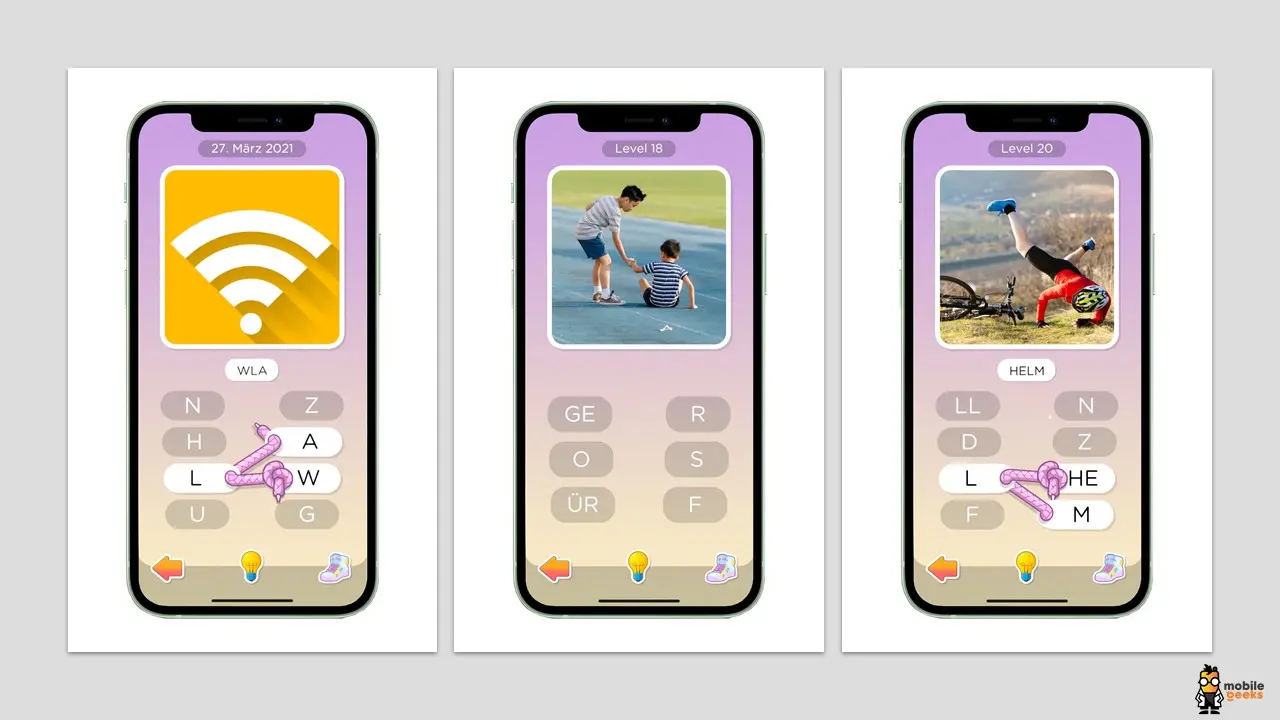 27. März 2021
WLA
N Z
H A
L W
U G
Level 18
GE R
O S
ÜR F
Level 20
HELM
LL N
D Z
L HE
F M
mobile
geeks